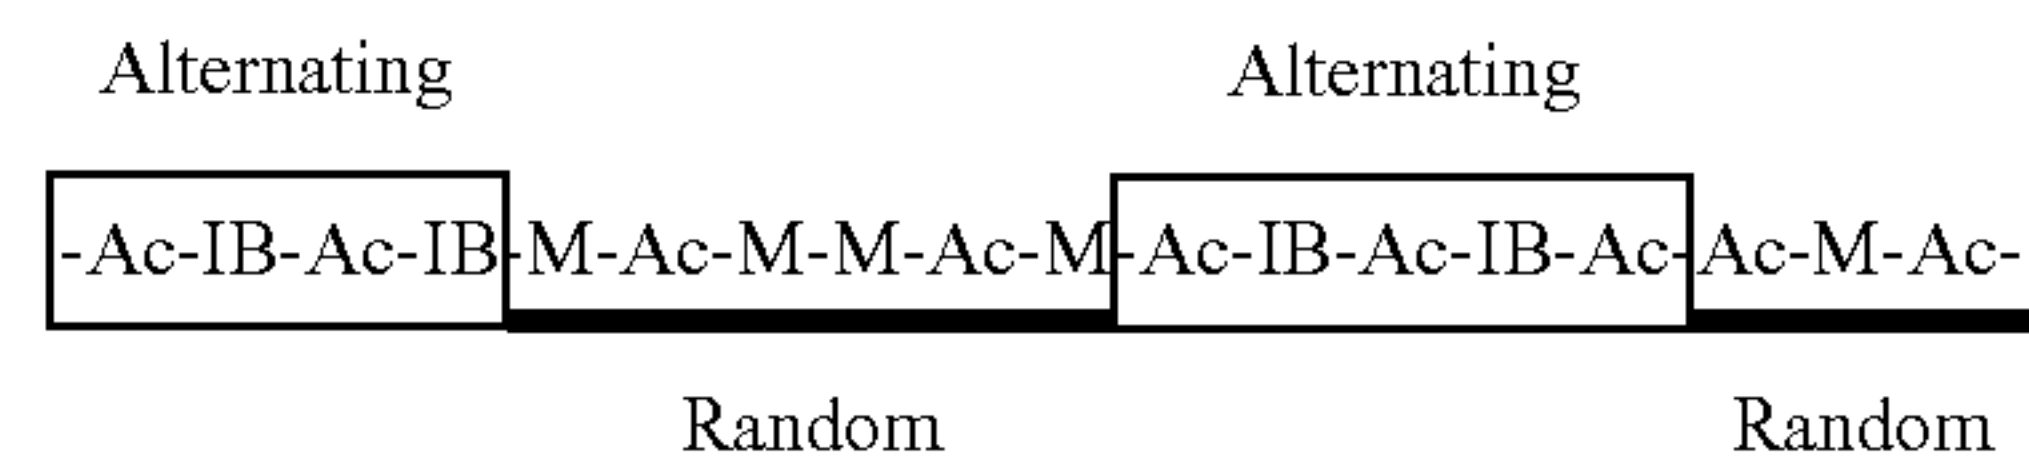 Alternating Alternating
-Ac-IB-Ac-IB-M-Ac-M-M-Ac-M-Ac-IB-Ac-IB-Ac-Ac-M-Ac-
Random Random